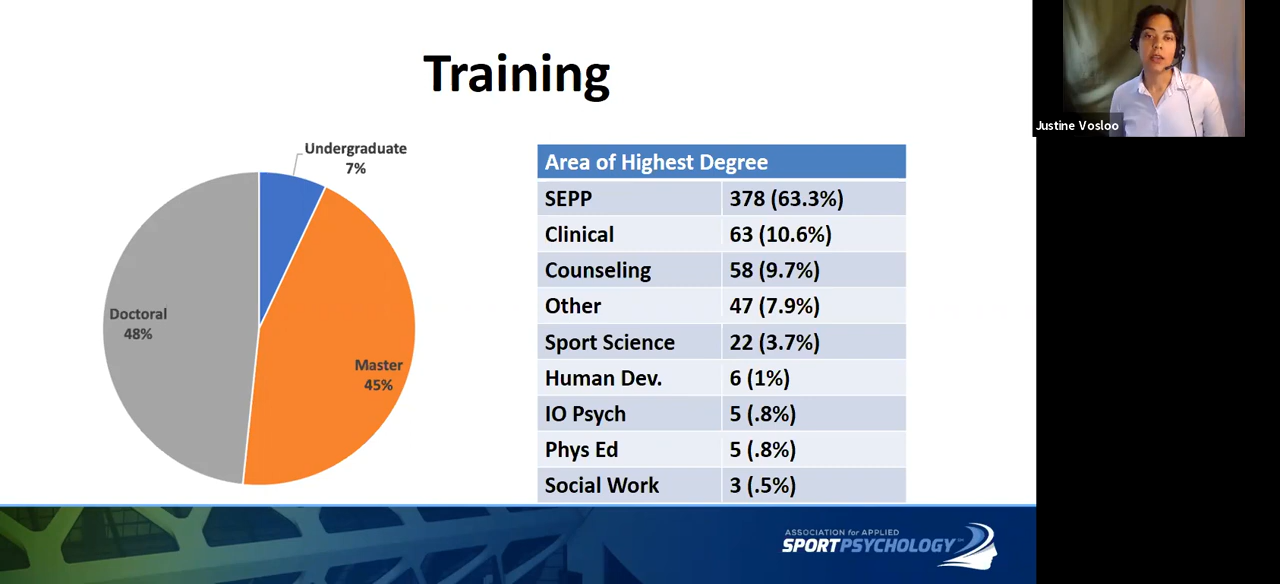 Training
Undergraduate
7%
Doctoral
48%
Master
45%
Area of Highest Degree
SEPP 378 (63.3%)
Clinical 63 (10.6%)
Counseling 58 (9.7%)
Other 47 (7.9%)
Sport Science 22 (3.7%)
Human Dev. 6 (1%)
IO Psych 5 (.8%)
Phys Ed 5 (.8%)
Social Work 3 (.5%)
ASSOCIATION for APPLIED
SPORTPSYCHOLOGY
Justine Vosloo